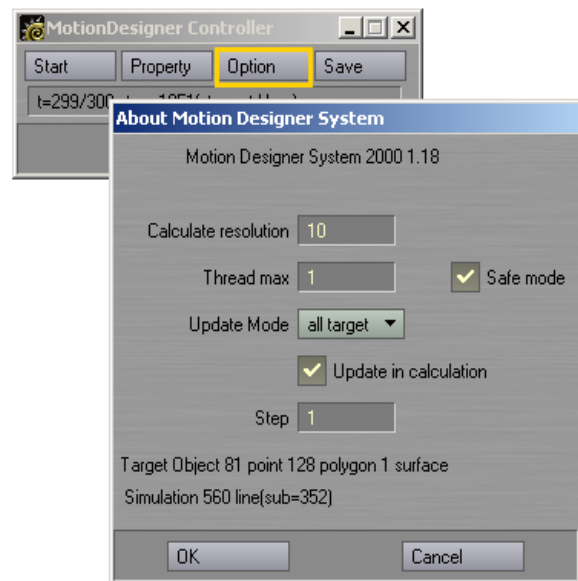 MotionDesigner Controller
Start Property Option Save
t=299/300
About Motion Designer System
Motion Designer System 2000 1.18
Calculate resolution 10
Thread max 1 Safe mode
Update Mode all target
Update in calculation
Step 1
Target Object 81 point 128 polygon 1 surface
Simulation 560 line(sub=352)
OK Cancel